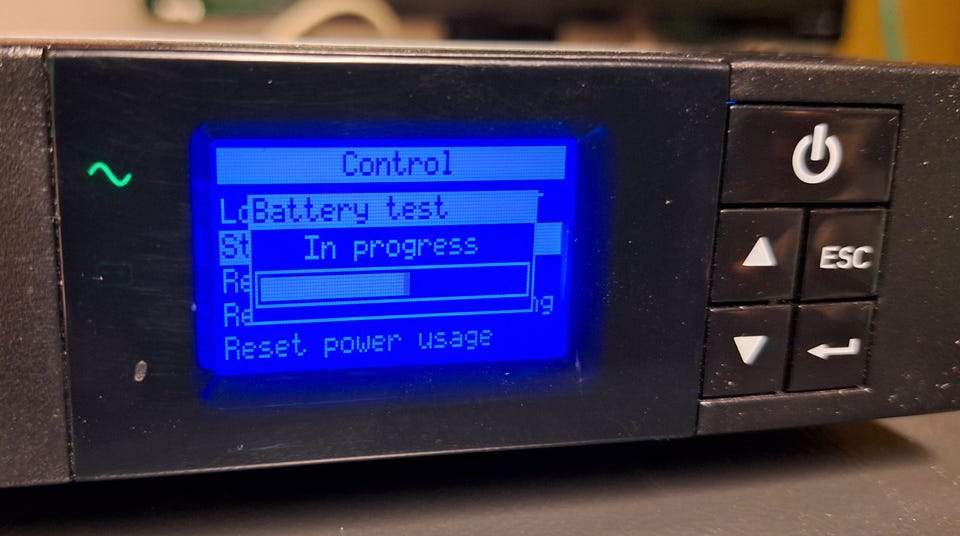 Control
Battery test
In progress
Reset power usage
ESC